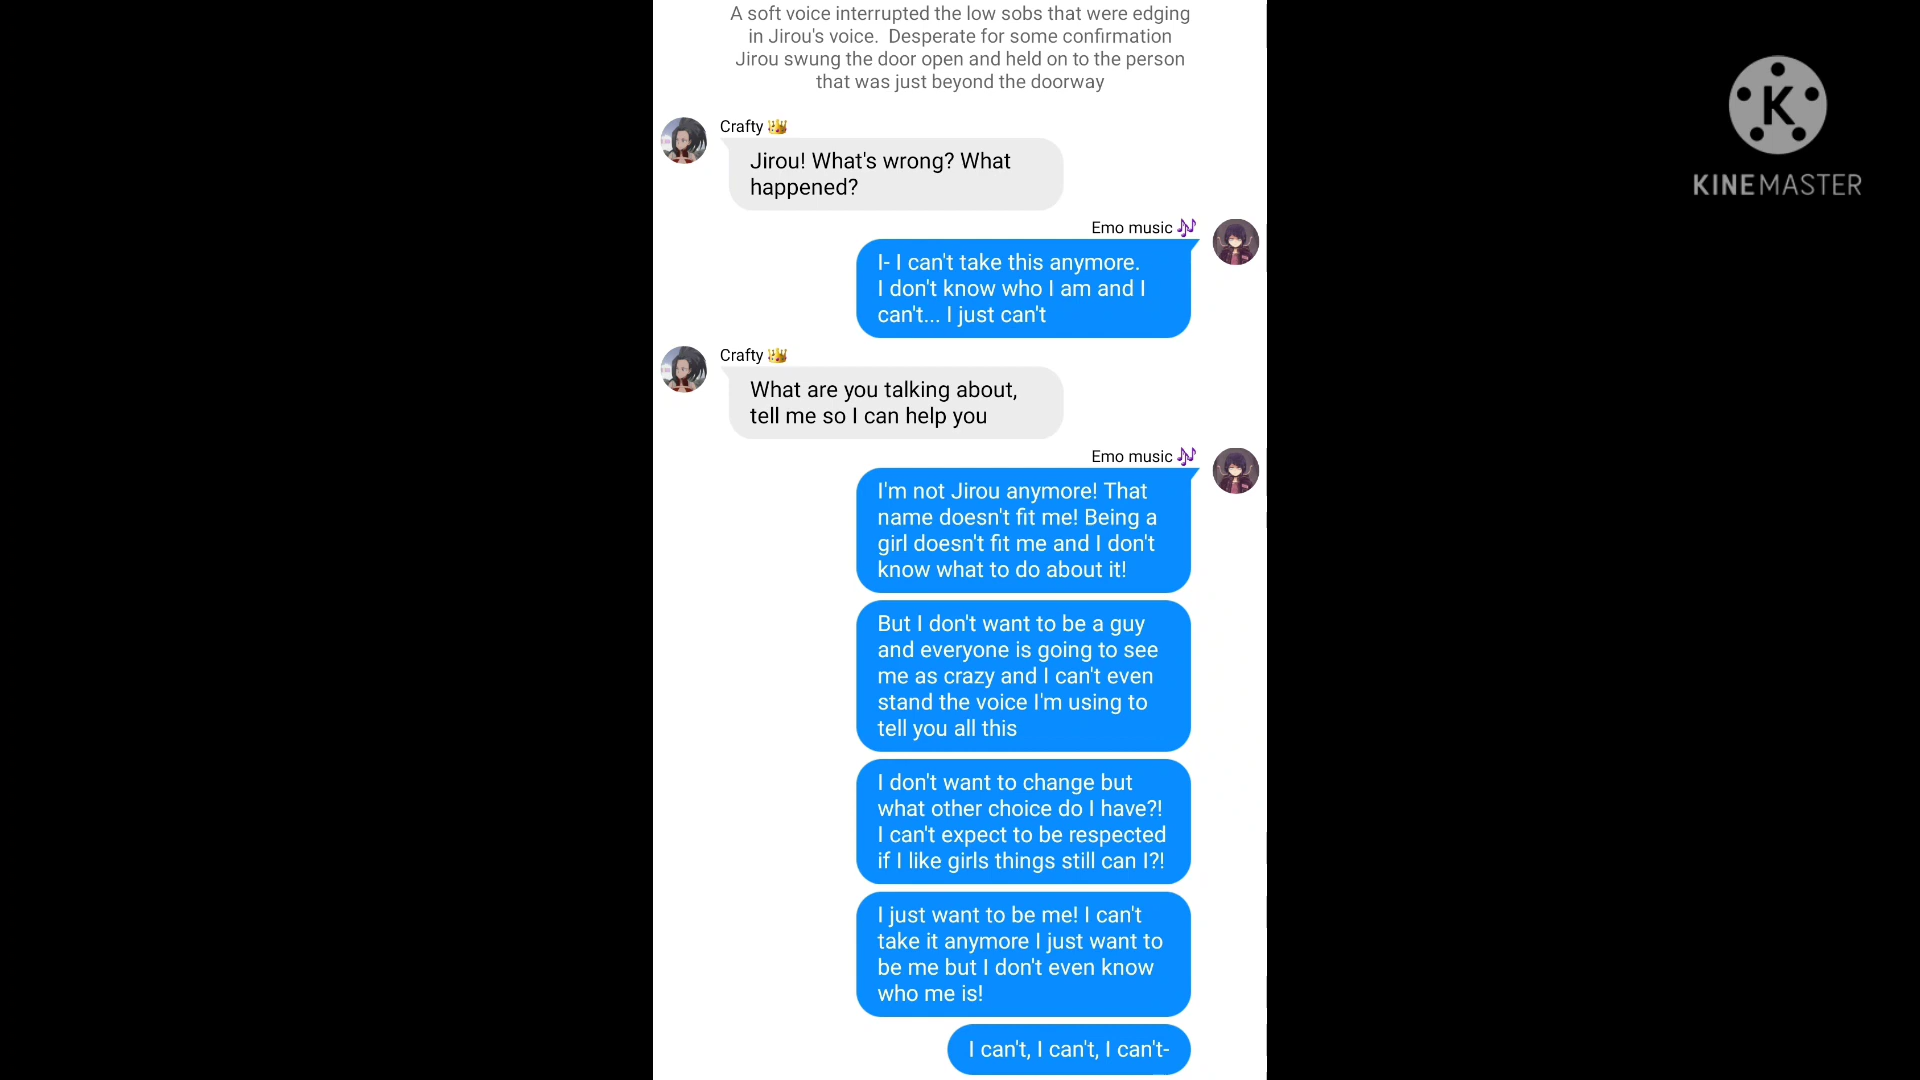 A soft voice interrupted the low sobs that were edging
in Jirou's voice.  Desperate for some confirmation
Jirou swung the door open and held on to the person
that was just beyond the doorway
Crafty 👑
Jirou! What's wrong? What
happened?
Emo music 🎶
I- I can't take this anymore.
I don't know who I am and I
can't... I just can't
Crafty 👑
What are you talking about,
tell me so I can help you
Emo music 🎶
I'm not Jirou anymore! That
name doesn't fit me! Being a
girl doesn't fit me and I don't
know what to do about it!
But I don't want to be a guy
and everyone is going to see
me as crazy and I can't even
stand the voice I'm using to
tell you all this
I don't want to change but
what other choice do I have?!
I can't expect to be respected
if I like girls things still can I?!
I just want to be me! I can't
take it anymore I just want to
be me but I don't even know
who me is!
I can't, I can't, I can't-
K
KINEMASTER